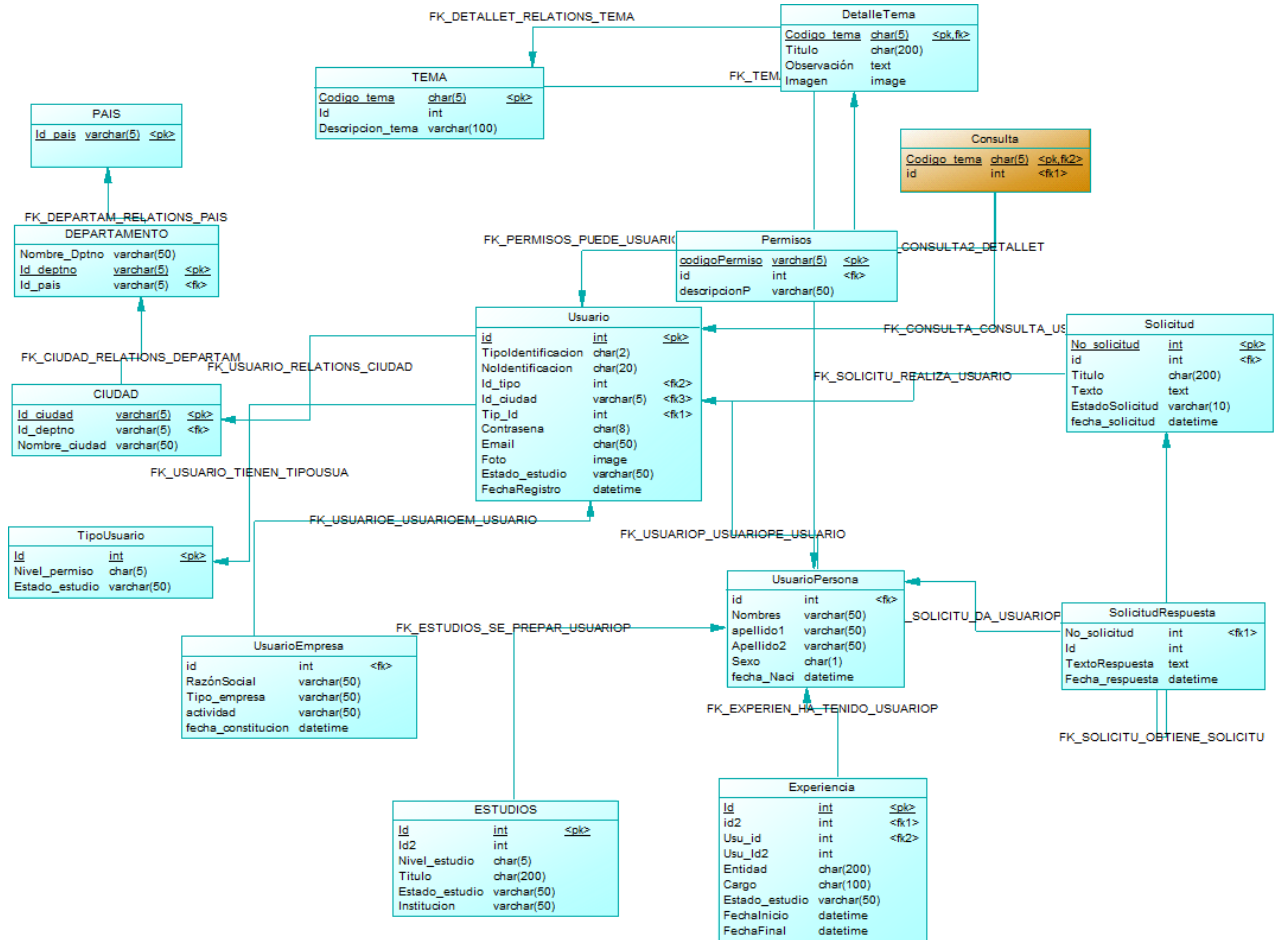 FK_DETALLET_RELATIONS_TEMA
DetalleTema
Codigo_tema char(5) <pk,fk>
Titulo char(200)
Observación text
Imagen image
TEMA
Codigo_tema char(5) <pk>
Id int
Descripcion_tema varchar(100)
FK_TEMA
PAIS
Id_pais varchar(5) <pk>
Consulta
Codigo_tema char(5) <pk,fk2>
id int <fk1>
FK_DEPARTAM_RELATIONS_PAIS
DEPARTAMENTO
Nombre_Dptno varchar(50)
Id_deptno varchar(5) <pk>
Id_pais varchar(5) <fk>
FK_PERMISOS_PUEDE_USUARI
Permisos
codigoPermiso varchar(5) <pk>
id int <fk>
descripcionP varchar(50)
_CONSULTA2_DETALLET
Usuario
id int <pk>
TipoIdentificacion char(2)
NoIdentificacion char(20)
Id_tipo int <fk2>
Id_ciudad varchar(5) <fk3>
Tip_Id int <fk1>
Contrasena char(8)
Email char(50)
Foto image
Estado_estudio varchar(50)
FechaRegistro datetime
FK_CONSULTA_CONSULTA_US
Solicitud
No_solicitud int <pk>
id int <fk>
Titulo char(200)
Texto text
EstadoSolicitud varchar(10)
fecha_solicitud datetime
FK_CIUDAD_RELATIONS_DEPARTAM
FK_USUARIO_RELATIONS_CIUDAD
FK_SOLICITU_REALIZA_USUARIO
CIUDAD
Id_ciudad varchar(5) <pk>
Id_deptno varchar(5) <fk>
Nombre_ciudad varchar(50)
FK_USUARIO_TIENEN_TIPOUSUA
FK_USUARIOE_USUARIOEM_USUARIO
FK_USUARIOP_USUARIOPE_USUARIO
TipoUsuario
Id int <pk>
Nivel_permiso char(5)
Estado_estudio varchar(50)
UsuarioPersona
id int <fk>
Nombres varchar(50)
apellido1 varchar(50)
Apellido2 varchar(50)
Sexo char(1)
fecha_Naci datetime
_SOLICITU_DA_USUARIOP
SolicitudRespuesta
No_solicitud int <fk1>
Id int
TextoRespuesta text
Fecha_respuesta datetime
FK_ESTUDIOS_SE_PREPAR_USUARIOP
UsuarioEmpresa
id int <fk>
RazónSocial varchar(50)
Tipo_empresa varchar(50)
actividad varchar(50)
fecha_constitucion datetime
FK_EXPERIEN_HA_TENIDO_USUARIOP
FK_SOLICITU_OBTIENE_SOLICITU
ESTUDIOS
Id int <pk>
Id2 int
Nivel_estudio char(5)
Titulo char(200)
Estado_estudio varchar(50)
Institucion varchar(50)
Experiencia
Id int <pk>
id2 int <fk1>
Usu_id int <fk2>
Usu_Id2 int
Entidad char(200)
Cargo char(100)
Estado_estudio varchar(50)
FechaInicio datetime
FechaFinal datetime